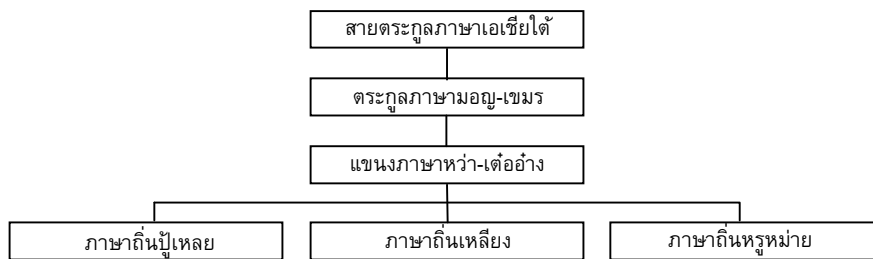 สายตระกูลภาษาเอเชียใต้
ตระกูลภาษามอญ-เขมร
แขนงภาษาหว่า-เต๋ออ๋าง
ภาษาถิ่นปู้เหลย
ภาษาถิ่นเหลียง
ภาษาถิ่นหรูหม่าย